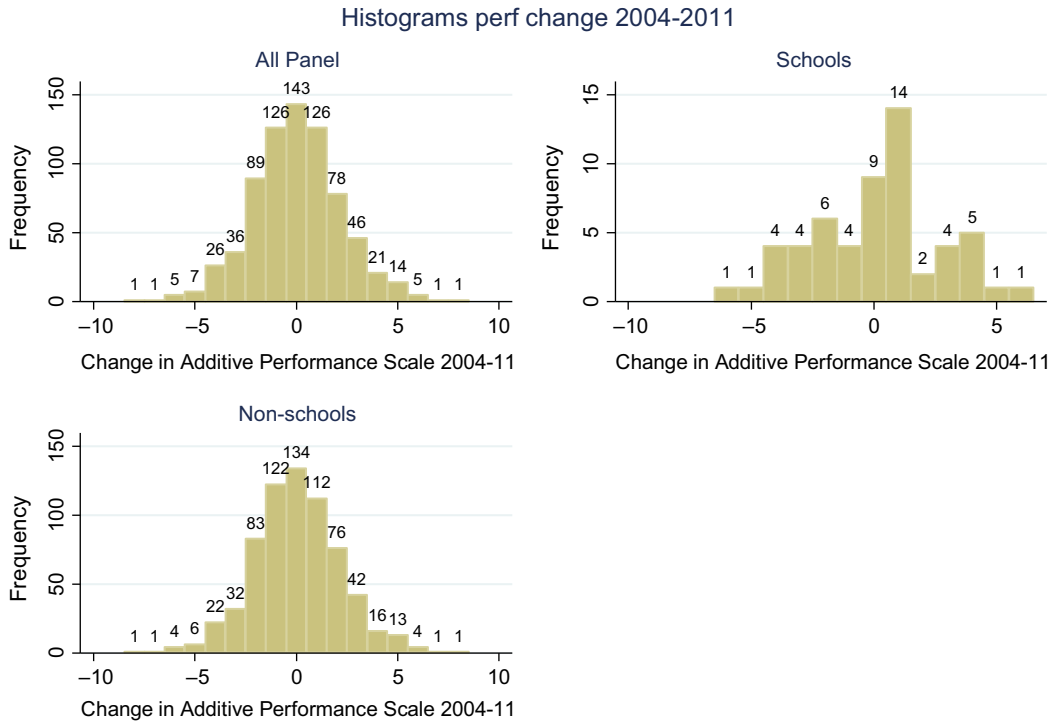 Histograms perf change 2004-2011
All Panel
Frequency
150
100
50
0
1 1 5 7 26 36 89 126 143 126 78 46 21 14 5 1 1
–10 –5 0 5 10
Change in Additive Performance Scale 2004-11
Schools
Frequency
15
10
5
0
1 1 4 4 6 4 9 14 2 4 5 1 1
–10 –5 0 5
Change in Additive Performance Scale 2004-11
Non-schools
Frequency
150
100
50
0
1 1 4 6 22 32 83 122 134 112 76 42 16 13 4 1 1
–10 –5 0 5 10
Change in Additive Performance Scale 2004-11